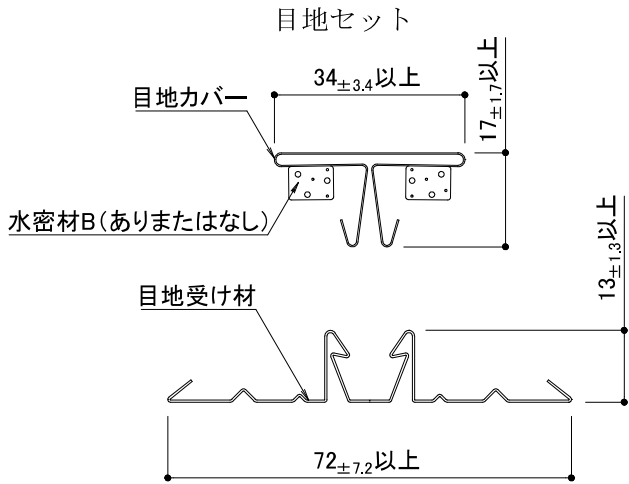 目地セット
34±3.4以上
17±1.7以上
目地カバー
水密材B(ありまたはなし)
13±1.3以上
目地受け材
72±7.2以上